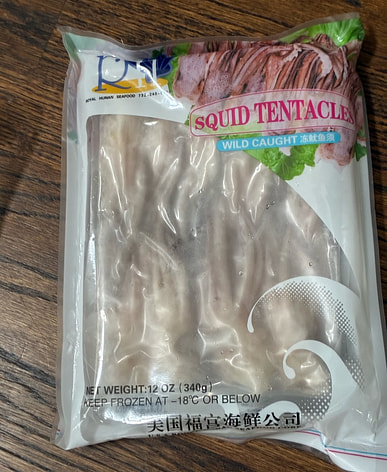 RH
ROYAL HUNAN SEAFOOD
SQUID TENTACLES
WILD CAUGHT 冻鱿鱼须
NET WEIGHT:12 OZ (340g)
KEEP FROZEN AT -18℃ OR BELOW
美国福宫海鲜公司